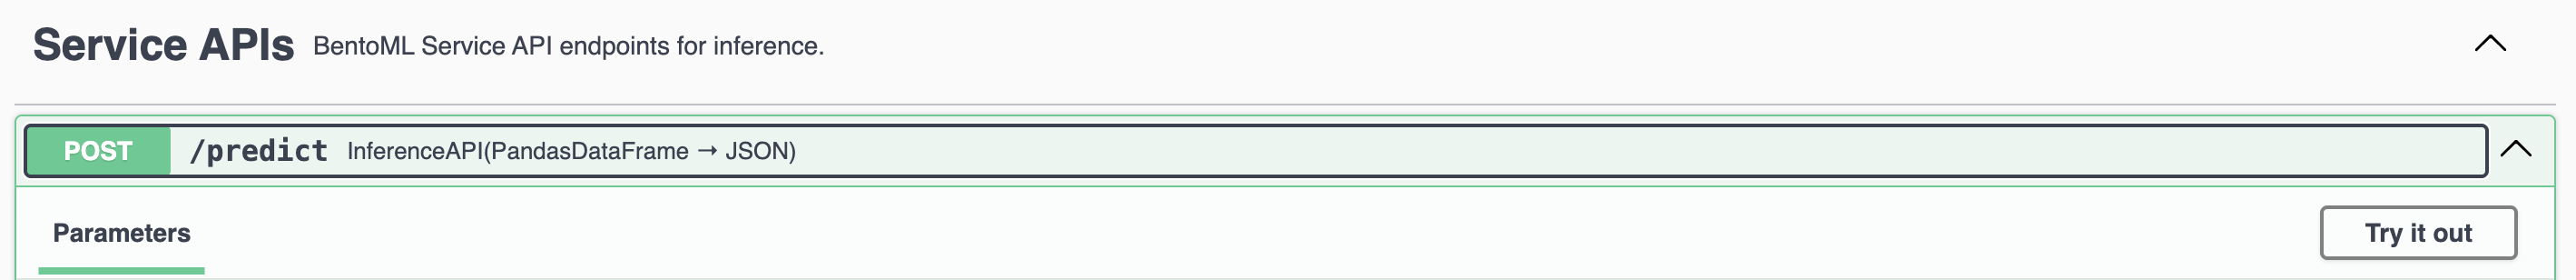 Service APIs BentoML Service API endpoints for inference.
POST /predict InferenceAPI(PandasDataFrame → JSON)
Parameters Try it out